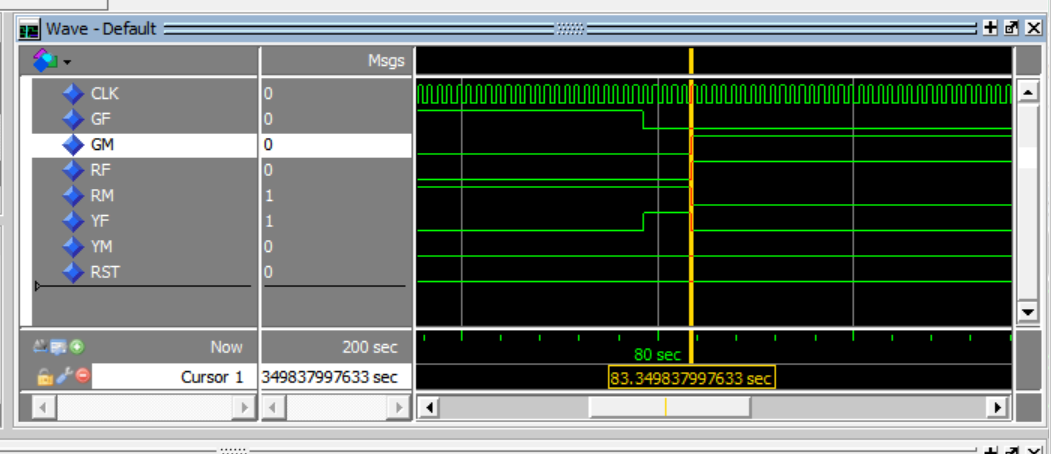 Wave - Default
Msgs
CLK 0
GF 0
GM 0
RF 0
RM 1
YF 1
YM 0
RST 0
Now 200 sec 80 sec
Cursor 1 349837997633 sec 83.349837997633 sec